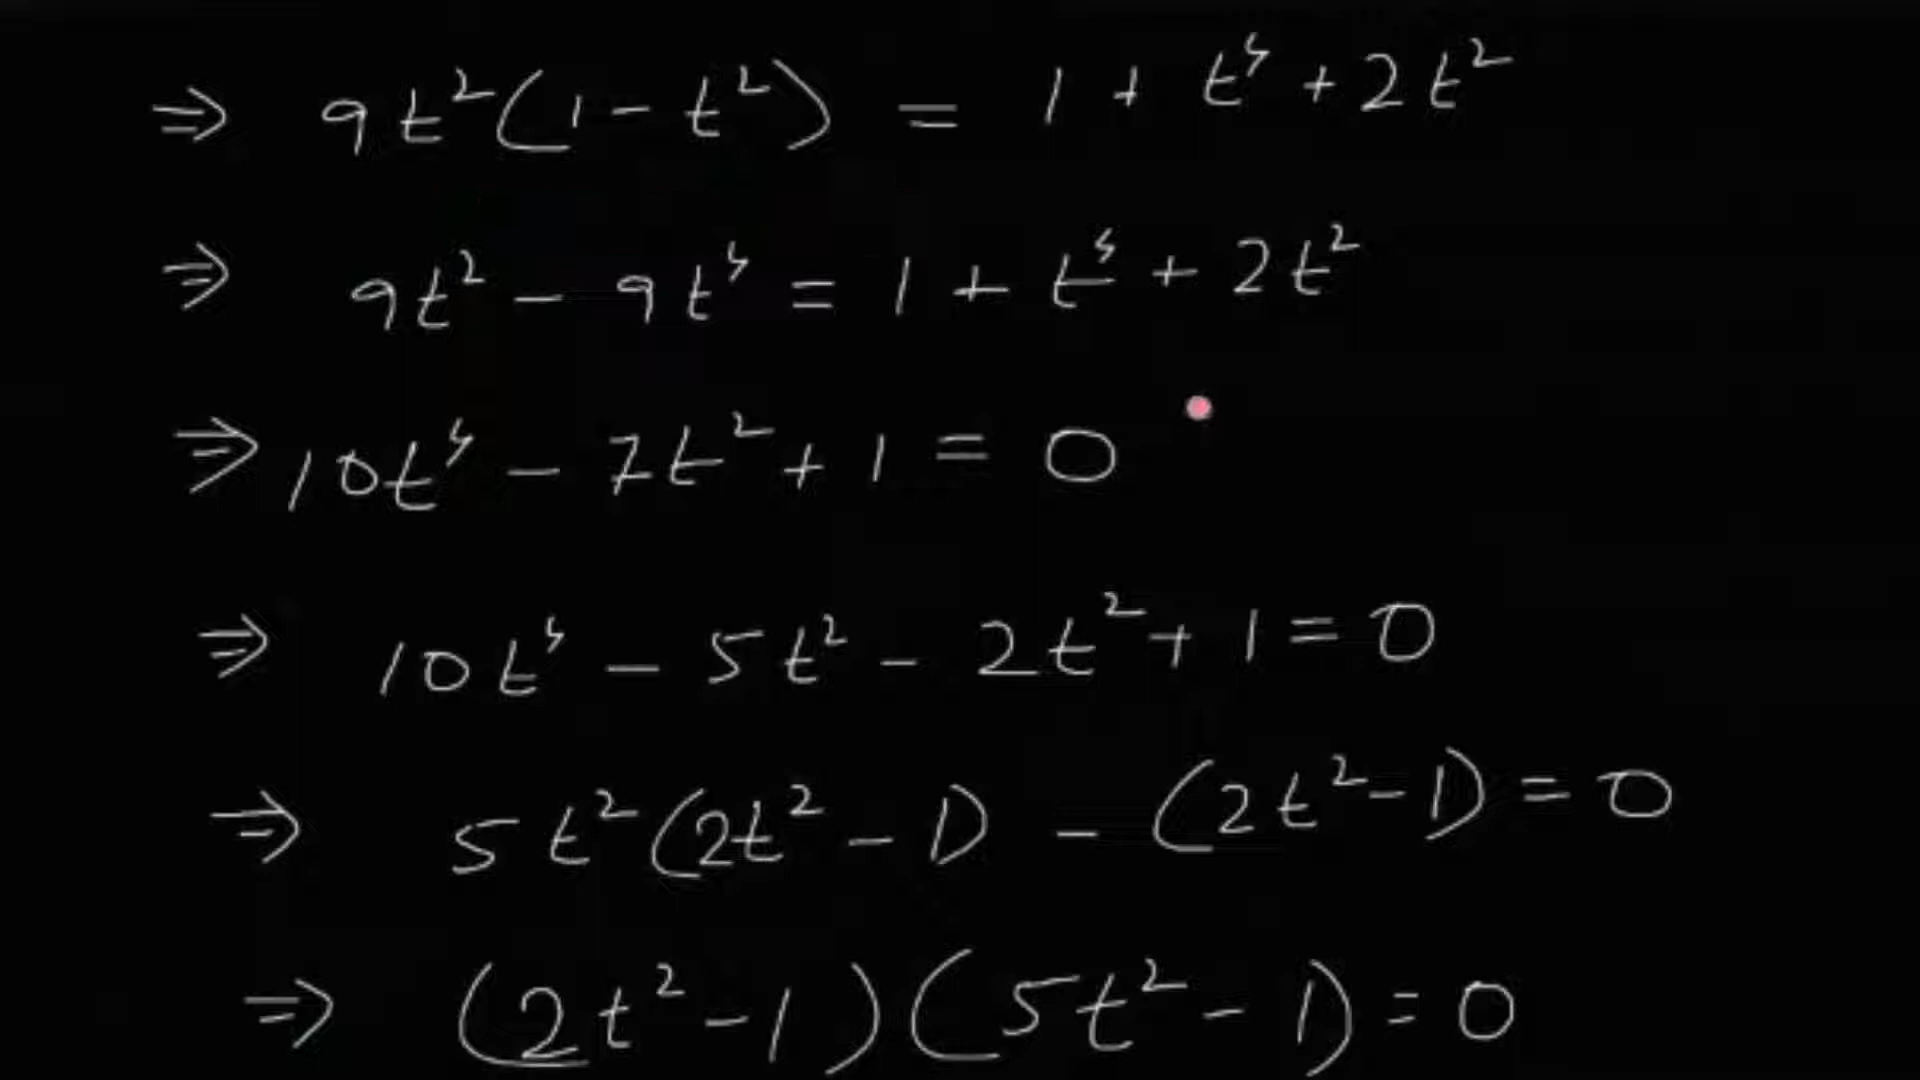 ⇒ 9t²(1 - t²) = 1 + t⁴ + 2t²
⇒ 9t² - 9t⁴ = 1 + t⁴ + 2t²
⇒ 10t⁴ - 7t² + 1 = 0
⇒ 10t⁴ - 5t² - 2t² + 1 = 0
⇒ 5t²(2t² - 1) - (2t² - 1) = 0
⇒ (2t² - 1)(5t² - 1) = 0